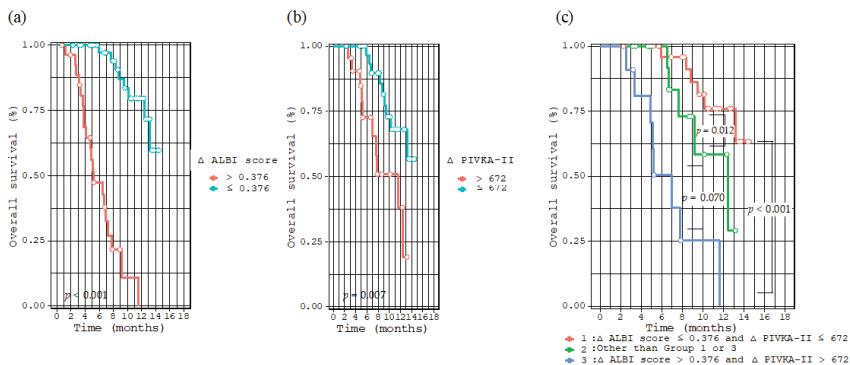 (a)
1.00
0.75
0.50
0.25
0.00
Overall survival (%)
p < 0.001
0 2 4 6 8 10 12 14 16 18
Time (months)
Δ ALBI score
> 0.376
≤ 0.376
(b)
1.00
0.75
0.50
0.25
0.00
Overall survival (%)
p = 0.007
0 2 4 6 8 10 12 14 16 18
Time (months)
Δ PIVKA-II
> 672
≤ 672
(c)
1.00
0.75
0.50
0.25
0.00
Overall survival (%)
p = 0.012
p = 0.070
p < 0.001
0 2 4 6 8 10 12 14 16 18
Time (months)
1 :Δ ALBI score ≤ 0.376 and Δ PIVKA-II ≤ 672
2 :Other than Group 1 or 3
3 :Δ ALBI score > 0.376 and Δ PIVKA-II > 672